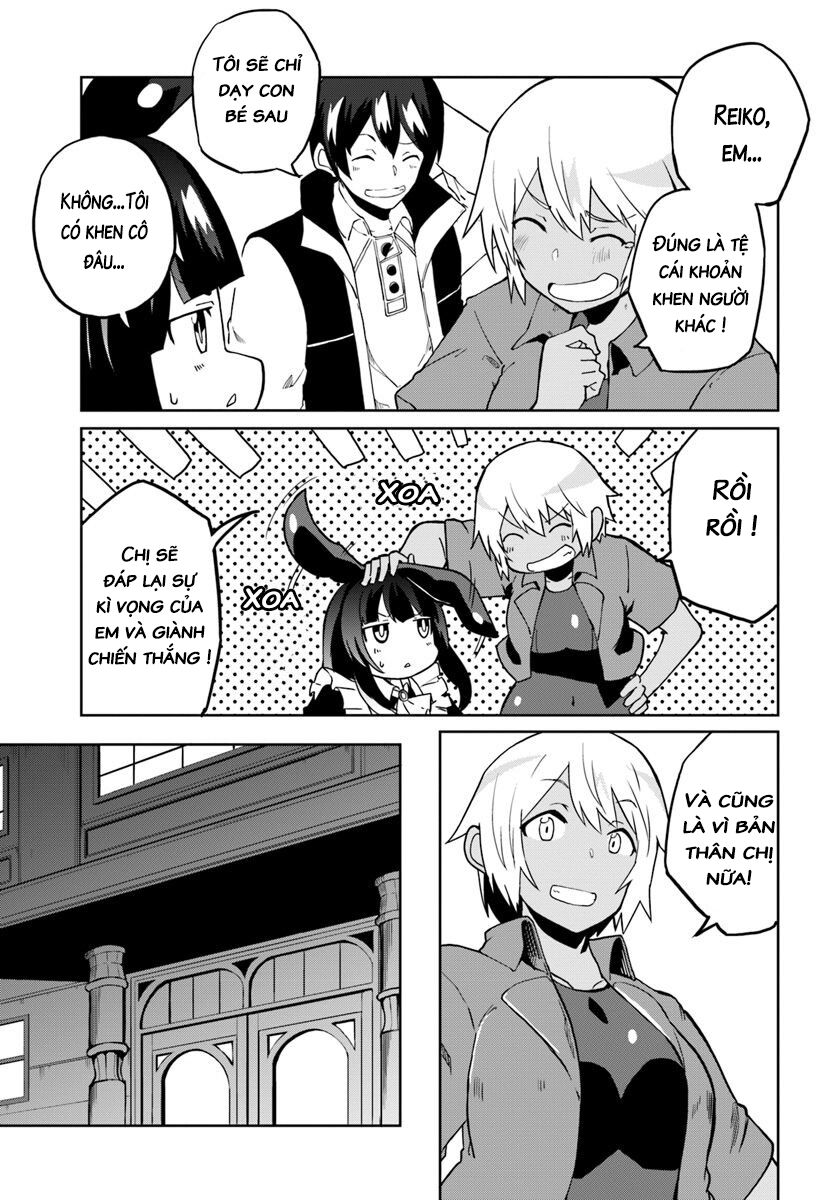 REIKO,
EM...
ĐÚNG LÀ TỆ
CÁI KHOẢN
KHEN NGƯỜI
KHÁC !
TÔI SẼ CHỈ
DẠY CON
BÉ SAU
KHÔNG...TÔI
CÓ KHEN CÔ
ĐÂU...
RỒI
RỒI !
XOA
XOA
CHỊ SẼ
ĐÁP LẠI SỰ
KÌ VỌNG CỦA
EM VÀ GIÀNH
CHIẾN THẮNG !
VÀ CŨNG
LÀ VÌ BẢN
THÂN CHỊ
NỮA!